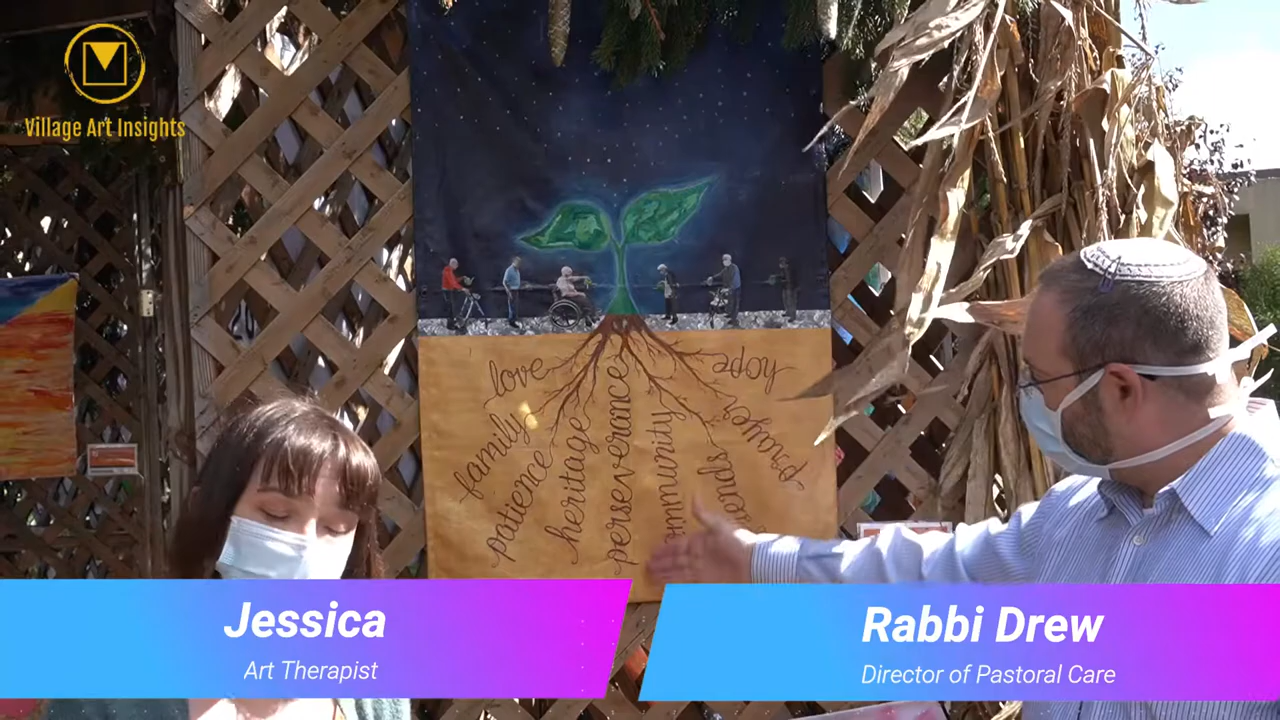 Village Art Insights
love
hope
family
patience
heritage
perseverance
prayer
Jessica
Art Therapist
Rabbi Drew
Director of Pastoral Care